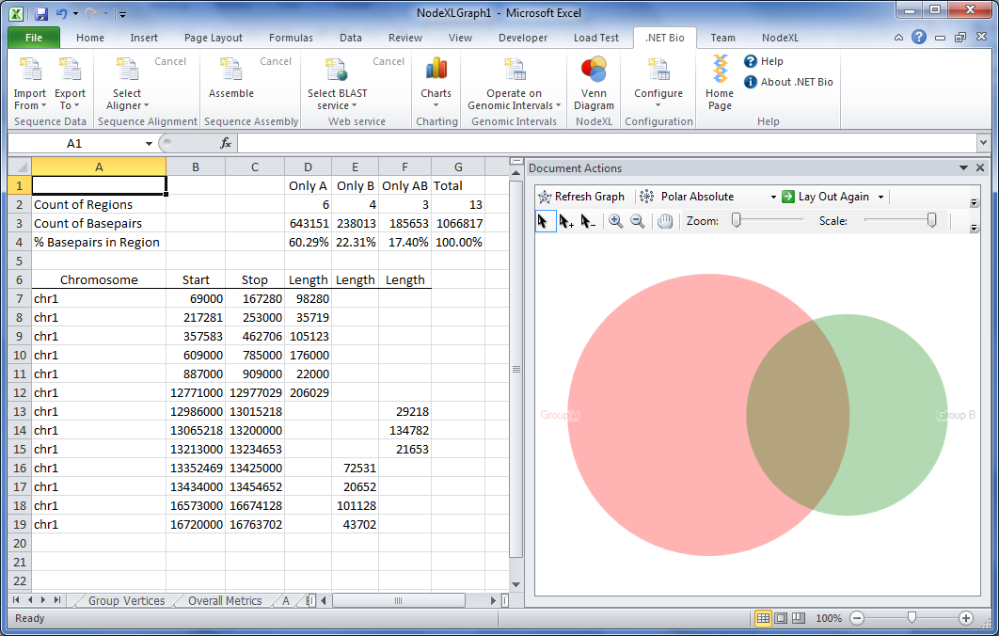 NodeXLGraph1 - Microsoft Excel
File Home Insert Page Layout Formulas Data Review View Developer Load Test .NET Bio Team NodeXL
Cancel Cancel Cancel Help
About .NET Bio
Import Export Select Assemble Select BLAST Charts Operate on Venn Configure Home
From To Aligner service Genomic Intervals Diagram Page
Sequence Data Sequence Alignment Sequence Assembly Web service Charting Genomic Intervals NodeXL Configuration Help
A1 fx
A B C D E F G
1 Only A Only B Only AB Total
2 Count of Regions 6 4 3 13
3 Count of Basepairs 643151 238013 185653 1066817
4 % Basepairs in Region 60.29% 22.31% 17.40% 100.00%
5
6 Chromosome Start Stop Length Length Length
7 chr1 69000 167280 98280
8 chr1 217281 253000 35719
9 chr1 357583 462706 105123
10 chr1 609000 785000 176000
11 chr1 887000 909000 22000
12 chr1 12771000 12977029 206029
13 chr1 12986000 13015218 29218
14 chr1 13065218 13200000 134782
15 chr1 13213000 13234653 21653
16 chr1 13352469 13425000 72531
17 chr1 13434000 13454652 20652
18 chr1 16573000 16674128 101128
19 chr1 16720000 16763702 43702
20
21
22
Group Vertices Overall Metrics A
Document Actions
Refresh Graph Polar Absolute Lay Out Again
Zoom: Scale:
Group A Group B
Ready 100%